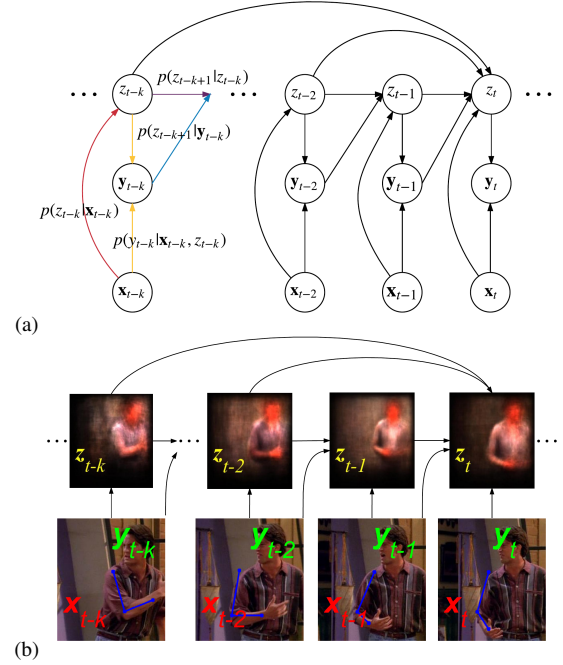 z_{t-k} p(z_{t-k+1}|z_{t-k}) z_{t-2} z_{t-1} z_t
... ... ...
p(z_{t-k+1}|𝐲_{t-k})
𝐲_{t-k} 𝐲_{t-2} 𝐲_{t-1} 𝐲_t
p(z_{t-k}|𝐱_{t-k})
p(y_{t-k}|𝐱_{t-k}, z_{t-k})
𝐱_{t-k} 𝐱_{t-2} 𝐱_{t-1} 𝐱_t
(a)
... ... ...
z_{t-k} z_{t-2} z_{t-1} z_t
y_{t-k} y_{t-2} y_{t-1} y_t
x_{t-k} x_{t-2} x_{t-1} x_t
(b)